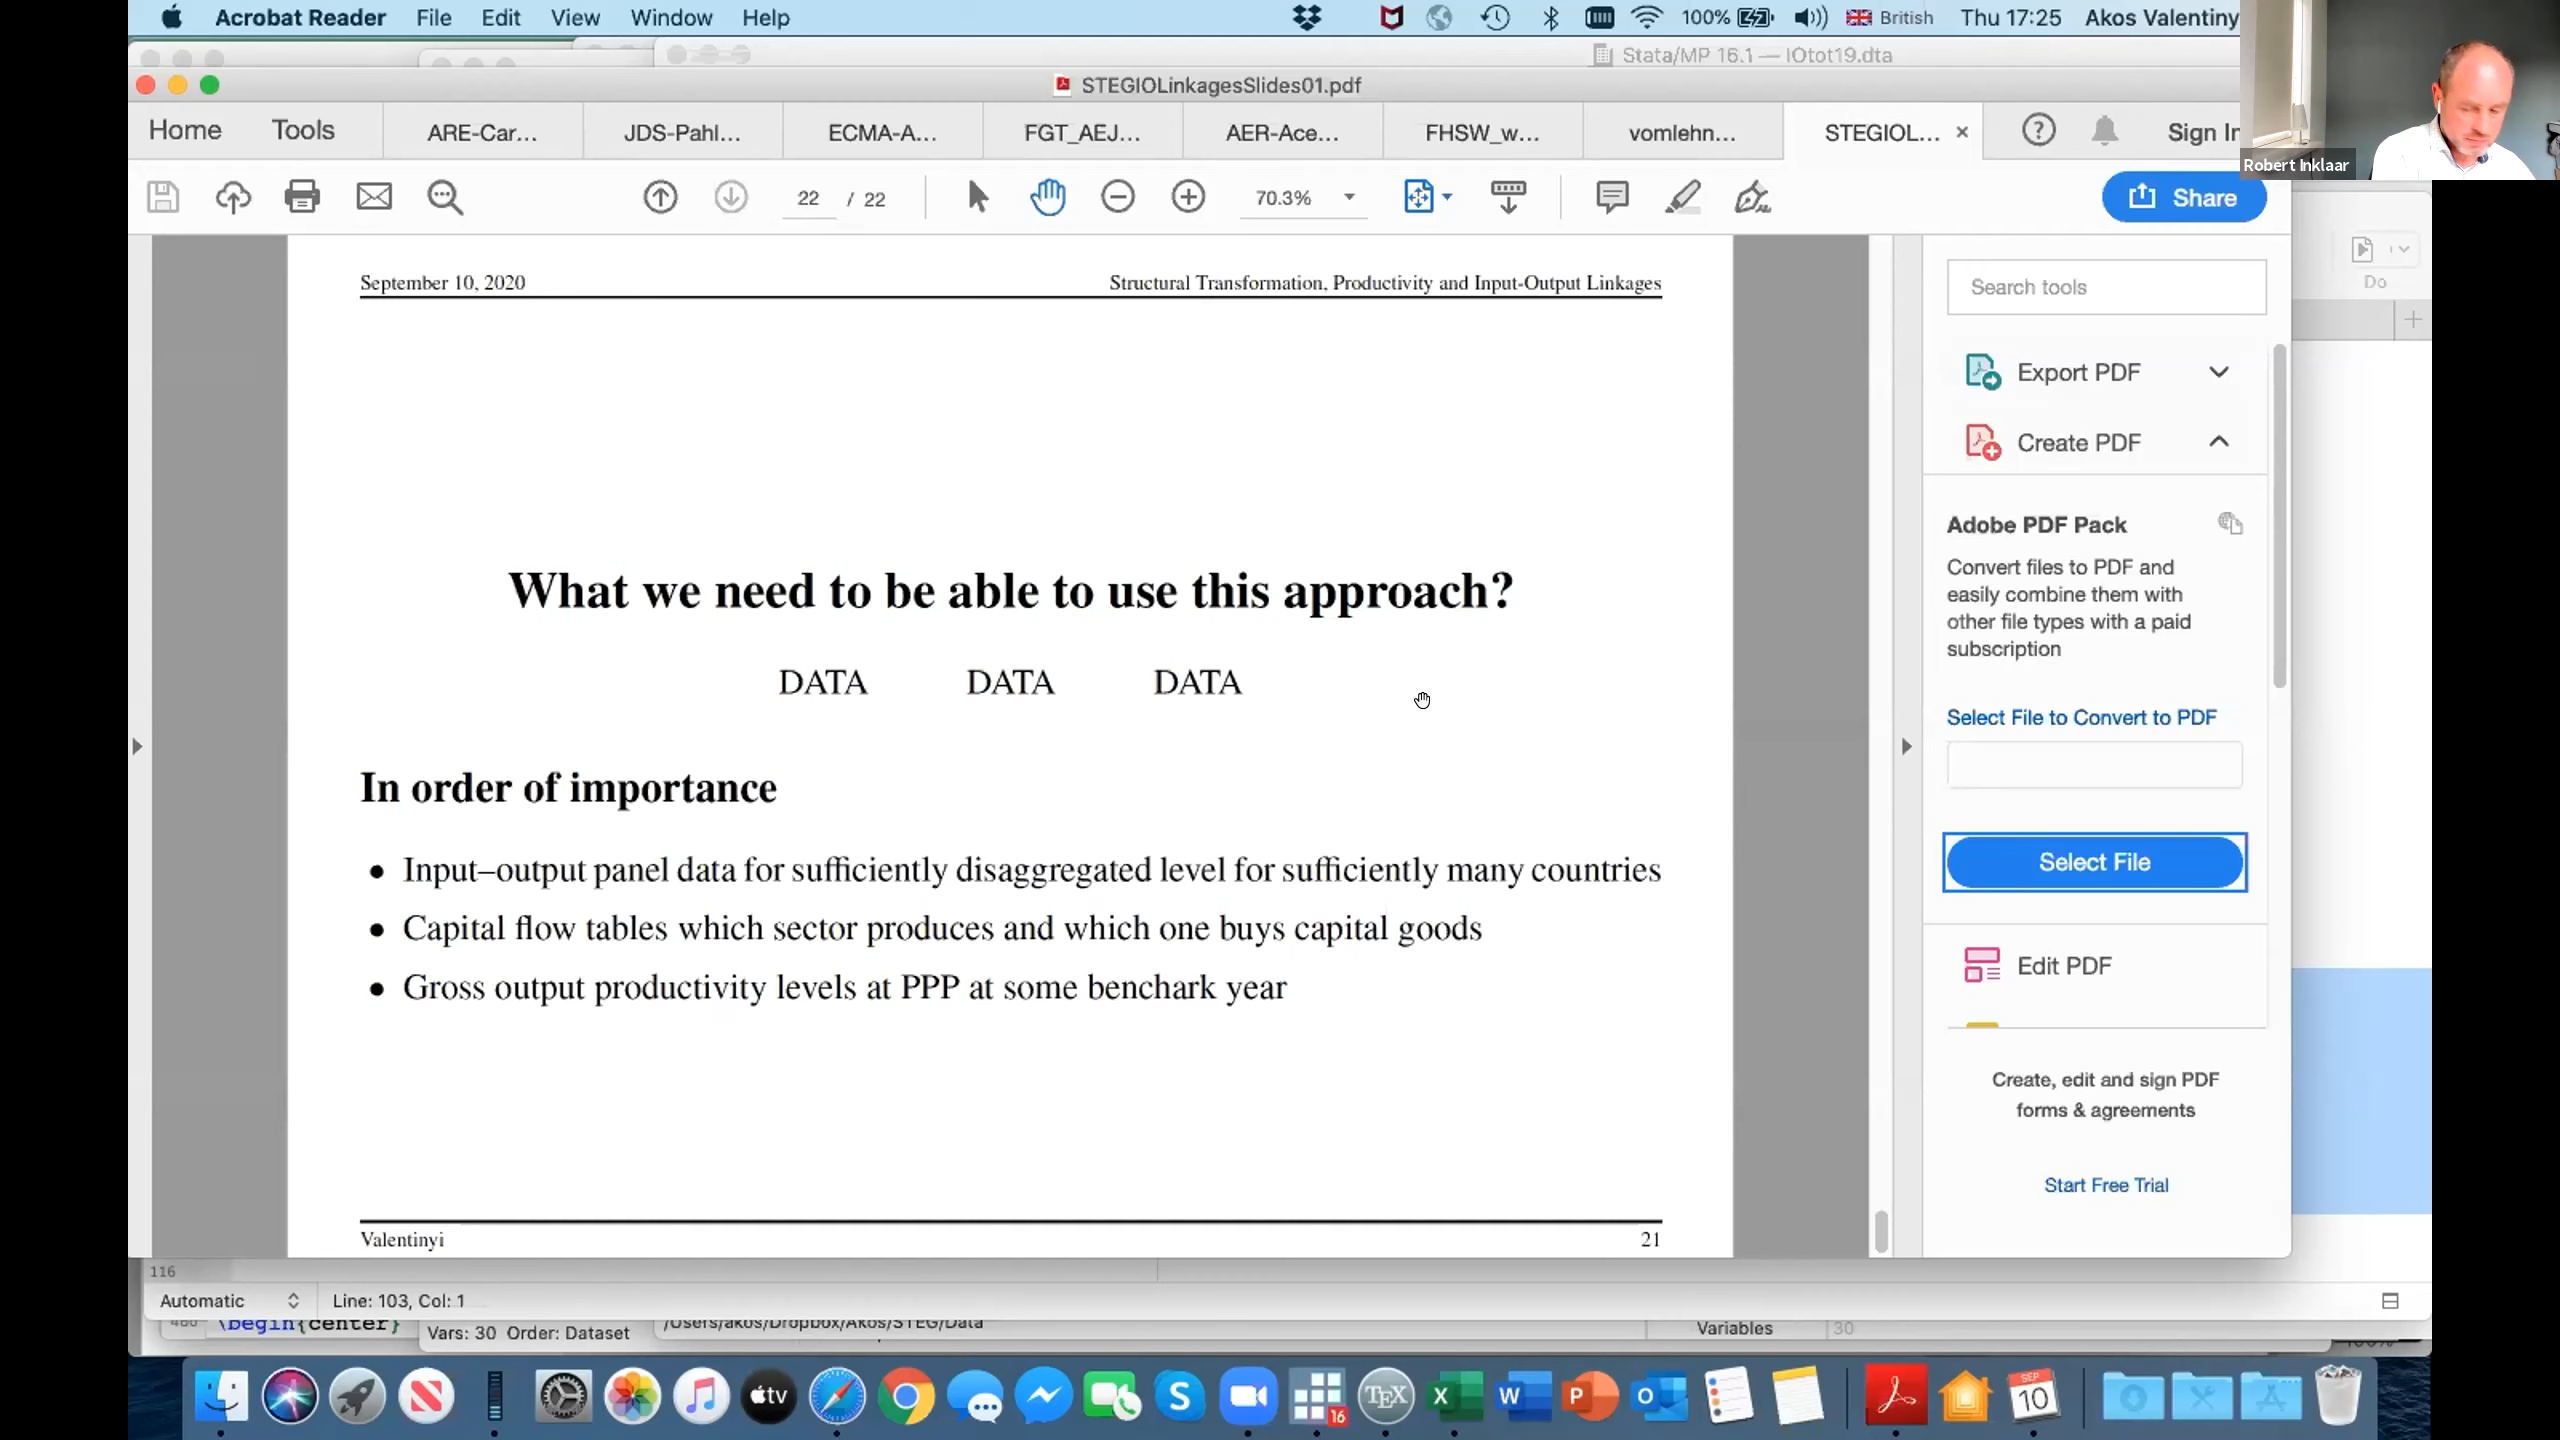 Acrobat Reader File Edit View Window Help 100% British Thu 17:25 Akos Valentiny
Stata/MP 16.1 — IOtot19.dta
STEGIOLinkagesSlides01.pdf
Home Tools ARE-Car... JDS-Pahl... ECMA-A... FGT_AEJ... AER-Ace... FHSW_w... vomlehn... STEGIOL... × Sign In
Robert Inklaar
22 / 22 70.3% Share
Do
September 10, 2020 Structural Transformation, Productivity and Input-Output Linkages
What we need to be able to use this approach?
DATA DATA DATA
In order of importance
• Input–output panel data for sufficiently disaggregated level for sufficiently many countries
• Capital flow tables which sector produces and which one buys capital goods
• Gross output productivity levels at PPP at some benchark year
Valentinyi 21
Search tools
Export PDF
Create PDF
Adobe PDF Pack
Convert files to PDF and
easily combine them with
other file types with a paid
subscription
Select File to Convert to PDF
Select File
Edit PDF
Create, edit and sign PDF
forms & agreements
Start Free Trial
116
Automatic Line: 103, Col: 1
\begin{center}
Vars: 30 Order: Dataset
/Users/akos/Dropbox/Akos/STEG/Data
Variables 30
tv
S
16
TEX
X
W
P
O
SEP
10